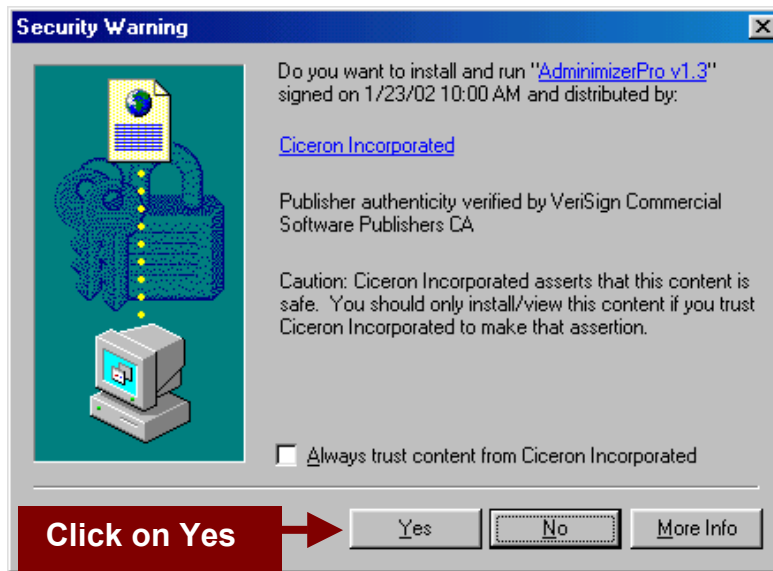 Security Warning
Do you want to install and run "AdminimizerPro v1.3"
signed on 1/23/02 10:00 AM and distributed by:
Ciceron Incorporated
Publisher authenticity verified by VeriSign Commercial
Software Publishers CA
Caution: Ciceron Incorporated asserts that this content is
safe. You should only install/view this content if you trust
Ciceron Incorporated to make that assertion.
Always trust content from Ciceron Incorporated
Click on Yes
Yes
No
More Info